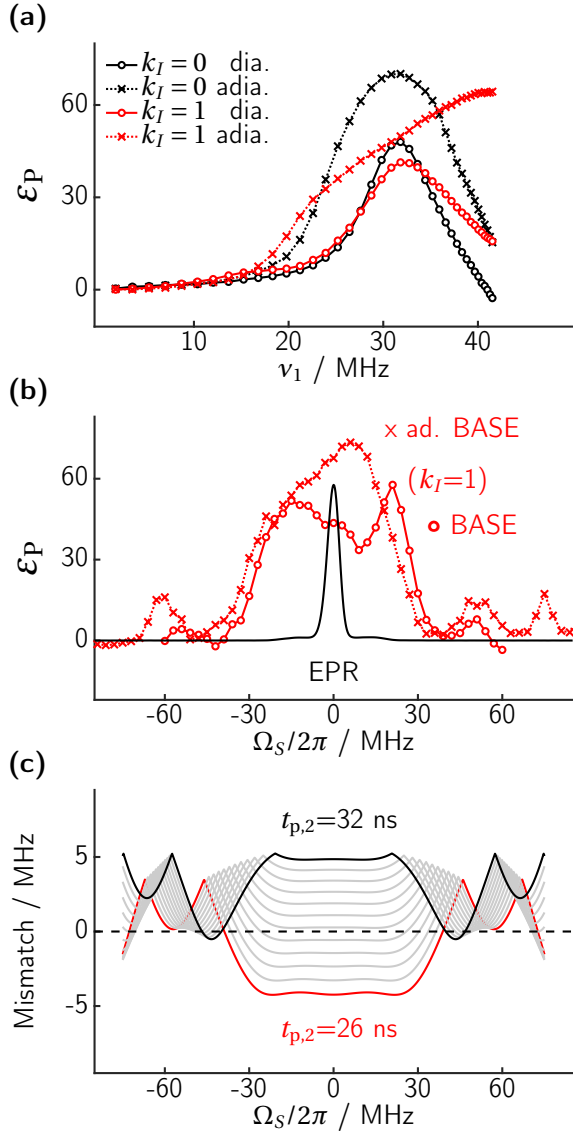 (a)
k_I = 0 dia.
k_I = 0 adia.
k_I = 1 dia.
k_I = 1 adia.
60
30
0
ε_P
10 20 30 40
ν_1 / MHz
(b)
x ad. BASE
(k_I=1)
o BASE
60
30
0
ε_P
EPR
-60 -30 0 30 60
Ω_S/2π / MHz
(c)
t_p,2=32 ns
5
0
-5
Mismatch / MHz
t_p,2=26 ns
-60 -30 0 30 60
Ω_S/2π / MHz